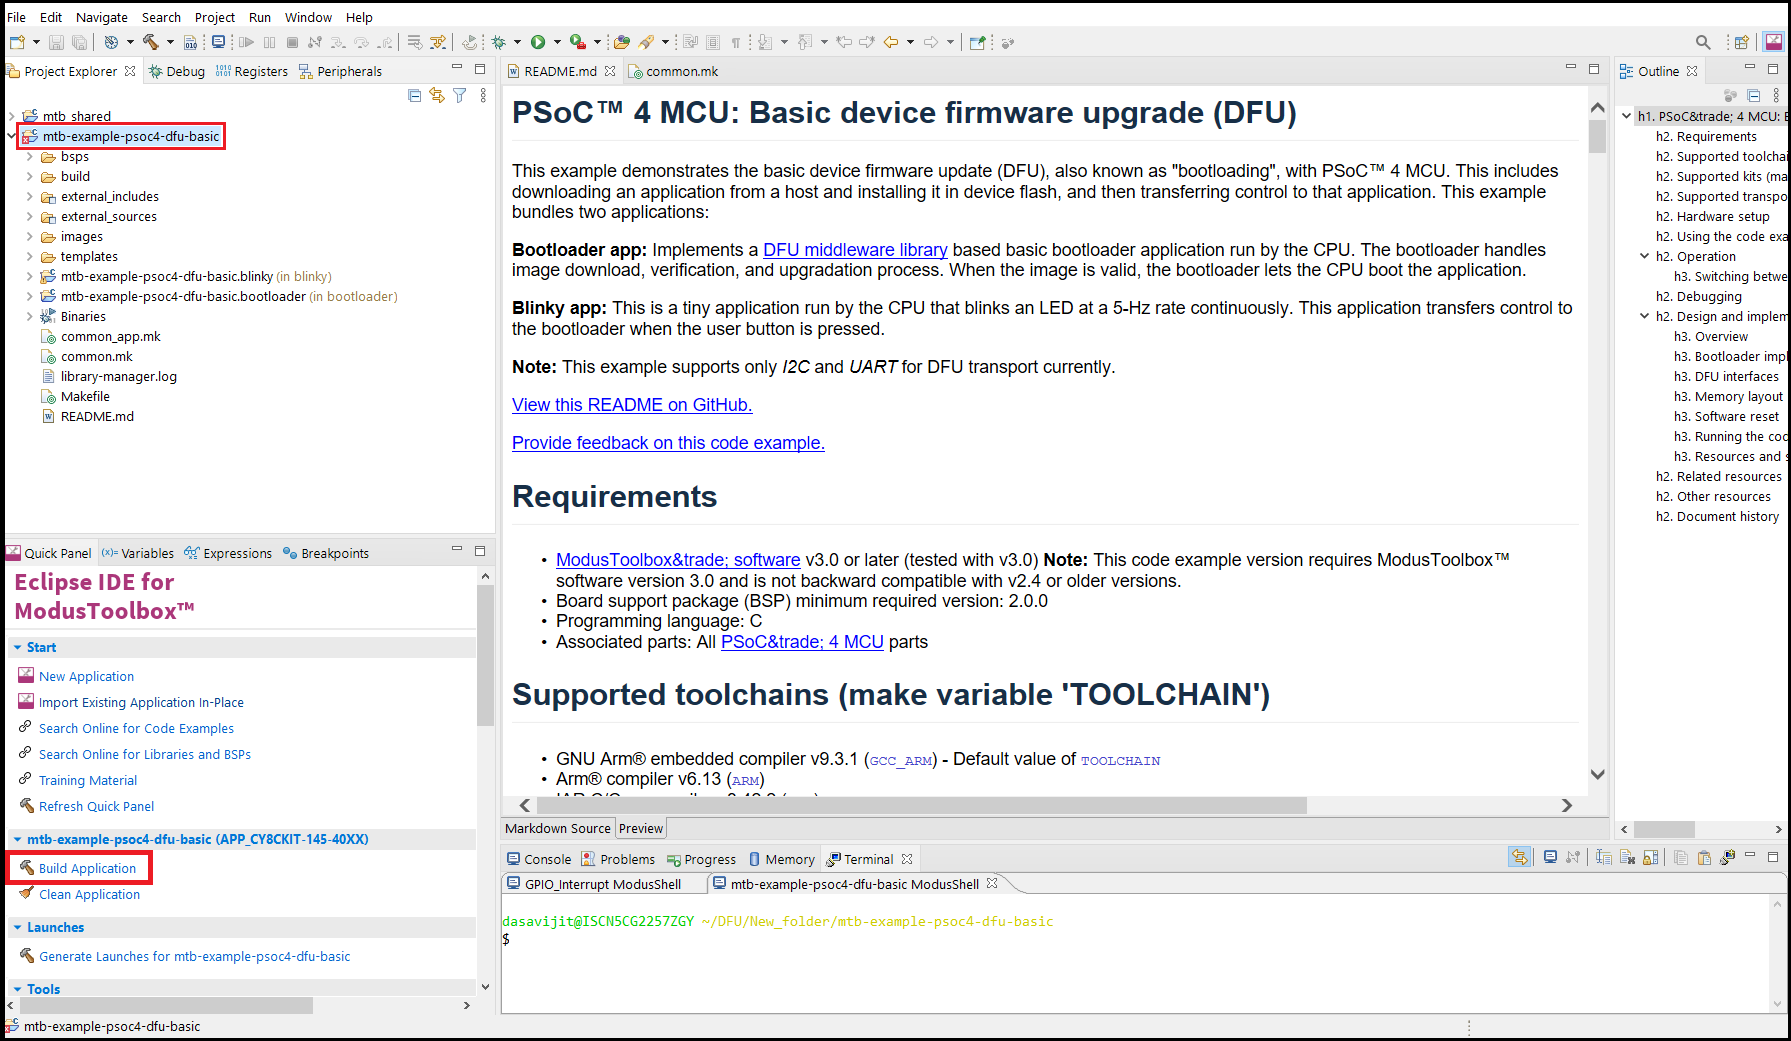 File Edit Navigate Search Project Run Window Help
Project Explorer Debug Registers Peripherals
mtb_shared
mtb-example-psoc4-dfu-basic
bsps
build
external_includes
external_sources
images
templates
mtb-example-psoc4-dfu-basic.blinky (in blinky)
mtb-example-psoc4-dfu-basic.bootloader (in bootloader)
Binaries
common_app.mk
common.mk
library-manager.log
Makefile
README.md
Quick Panel (x)= Variables Expressions Breakpoints
Eclipse IDE for
ModusToolbox™
Start
New Application
Import Existing Application In-Place
Search Online for Code Examples
Search Online for Libraries and BSPs
Training Material
Refresh Quick Panel
mtb-example-psoc4-dfu-basic (APP_CY8CKIT-145-40XX)
Build Application
Clean Application
Launches
Generate Launches for mtb-example-psoc4-dfu-basic
Tools
mtb-example-psoc4-dfu-basic
README.md common.mk
PSoC™ 4 MCU: Basic device firmware upgrade (DFU)
This example demonstrates the basic device firmware update (DFU), also known as "bootloading", with PSoC™ 4 MCU. This includes
downloading an application from a host and installing it in device flash, and then transferring control to that application. This example
bundles two applications:
Bootloader app: Implements a DFU middleware library based basic bootloader application run by the CPU. The bootloader handles
image download, verification, and upgradation process. When the image is valid, the bootloader lets the CPU boot the application.
Blinky app: This is a tiny application run by the CPU that blinks an LED at a 5-Hz rate continuously. This application transfers control to
the bootloader when the user button is pressed.
Note: This example supports only I2C and UART for DFU transport currently.
View this README on GitHub.
Provide feedback on this code example.
Requirements
• ModusToolbox&trade; software v3.0 or later (tested with v3.0) Note: This code example version requires ModusToolbox™
software version 3.0 and is not backward compatible with v2.4 or older versions.
• Board support package (BSP) minimum required version: 2.0.0
• Programming language: C
• Associated parts: All PSoC&trade; 4 MCU parts
Supported toolchains (make variable 'TOOLCHAIN')
• GNU Arm® embedded compiler v9.3.1 (GCC_ARM) - Default value of TOOLCHAIN
• Arm® compiler v6.13 (ARM)
Markdown Source Preview
Console Problems Progress Memory Terminal
GPIO_Interrupt ModusShell mtb-example-psoc4-dfu-basic ModusShell
dasavijit@ISCN5CG2257ZGY ~/DFU/New_folder/mtb-example-psoc4-dfu-basic
$
Outline
h1. PSoC&trade; 4 MCU: B
h2. Requirements
h2. Supported toolchai
h2. Supported kits (ma
h2. Supported transpo
h2. Hardware setup
h2. Using the code exa
h2. Operation
h3. Switching betwe
h2. Debugging
h2. Design and implem
h3. Overview
h3. Bootloader impl
h3. DFU interfaces
h3. Memory layout
h3. Software reset
h3. Running the coc
h3. Resources and s
h2. Related resources
h2. Other resources
h2. Document history